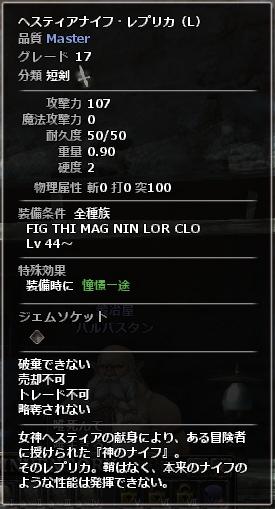 ヘスティアナイフ・レプリカ（L）
品質 Master
グレード 17
分類 短剣
攻撃力 107
魔法攻撃力 0
耐久度 50/50
重量 0.90
硬度 2
物理属性 斬0 打0 突100
装備条件 全種族
FIG THI MAG NIN LOR CLO
Lv 44～
特殊効果
装備時に 憧憬一途
ジェムソケット
鍛冶屋
バルバスタン
破棄できない
売却不可
トレード不可
略奪されない
女神ヘスティアの献身により、ある冒険者
に授けられた『神のナイフ』。
そのレプリカ。鞘はなく、本来のナイフの
ような性能は発揮できない。